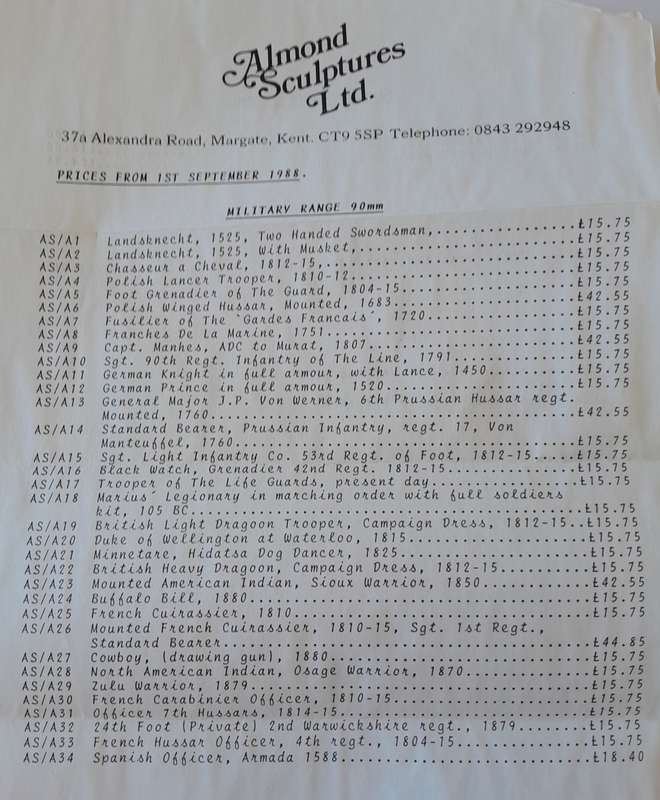 Almond
Sculptures
Ltd.
37a Alexandra Road, Margate, Kent. CT9 5SP Telephone: 0843 292948
PRICES FROM 1ST SEPTEMBER 1988.
MILITARY RANGE 90mm
AS/A1 Landsknecht, 1525, Two Handed Swordsman,................£15.75
AS/A2 Landsknecht, 1525, With Musket,.........................£15.75
AS/A3 Chasseur a Cheval, 1812-15,.............................£15.75
AS/A4 Polish Lancer Trooper, 1810-12..........................£15.75
AS/A5 Foot Grenadier of The Guard, 1804-15....................£15.75
AS/A6 Polish Winged Hussar, Mounted, 1683.....................£42.55
AS/A7 Fusilier of The `Gardes Francais´, 1720.................£15.75
AS/A8 Franches De La Marine, 1751.............................£15.75
AS/A9 Capt. Manhes, ADC to Murat, 1807........................£42.55
AS/A10 Sgt. 90th Regt. Infantry of The Line, 1791..............£15.75
AS/A11 German Knight in full armour, with Lance, 1450..........£15.75
AS/A12 German Prince in full armour, 1520......................£15.75
AS/A13 General Major J.P. Von Werner, 6th Prussian Hussar regt.
Mounted, 1760...........................................£42.55
AS/A14 Standard Bearer, Prussian Infantry, regt. 17, Von
Manteuffel, 1760........................................£15.75
AS/A15 Sgt. Light Infantry Co. 53rd Regt. of Foot, 1812-15.....£15.75
AS/A16 Black Watch, Grenadier 42nd Regt. 1812-15...............£15.75
AS/A17 Trooper of The Life Guards, present day.................£15.75
AS/A18 Marius´ Legionary in marching order with full soldiers
kit, 105 BC.............................................£15.75
AS/A19 British Light Dragoon Trooper, Campaign Dress, 1812-15..£15.75
AS/A20 Duke of Wellington at Waterloo, 1815....................£15.75
AS/A21 Minnetare, Hidatsa Dog Dancer, 1825.....................£15.75
AS/A22 British Heavy Dragoon, Campaign Dress, 1812-15..........£15.75
AS/A23 Mounted American Indian, Sioux Warrior, 1850............£42.55
AS/A24 Buffalo Bill, 1880......................................£15.75
AS/A25 French Cuirassier, 1810.................................£15.75
AS/A26 Mounted French Cuirassier, 1810-15, Sgt. 1st Regt.,
Standard Bearer.........................................£44.85
AS/A27 Cowboy, (drawing gun), 1880.............................£15.75
AS/A28 North American Indian, Osage Warrior, 1870..............£15.75
AS/A29 Zulu Warrior, 1879......................................£15.75
AS/A30 French Carabinier Officer, 1810-15......................£15.75
AS/A31 Officer 7th Hussars, 1814-15............................£15.75
AS/A32 24th Foot (Private) 2nd Warwickshire regt., 1879........£15.75
AS/A33 French Hussar Officer, 4th regt., 1804-15...............£15.75
AS/A34 Spanish Officer, Armada 1588............................£18.40